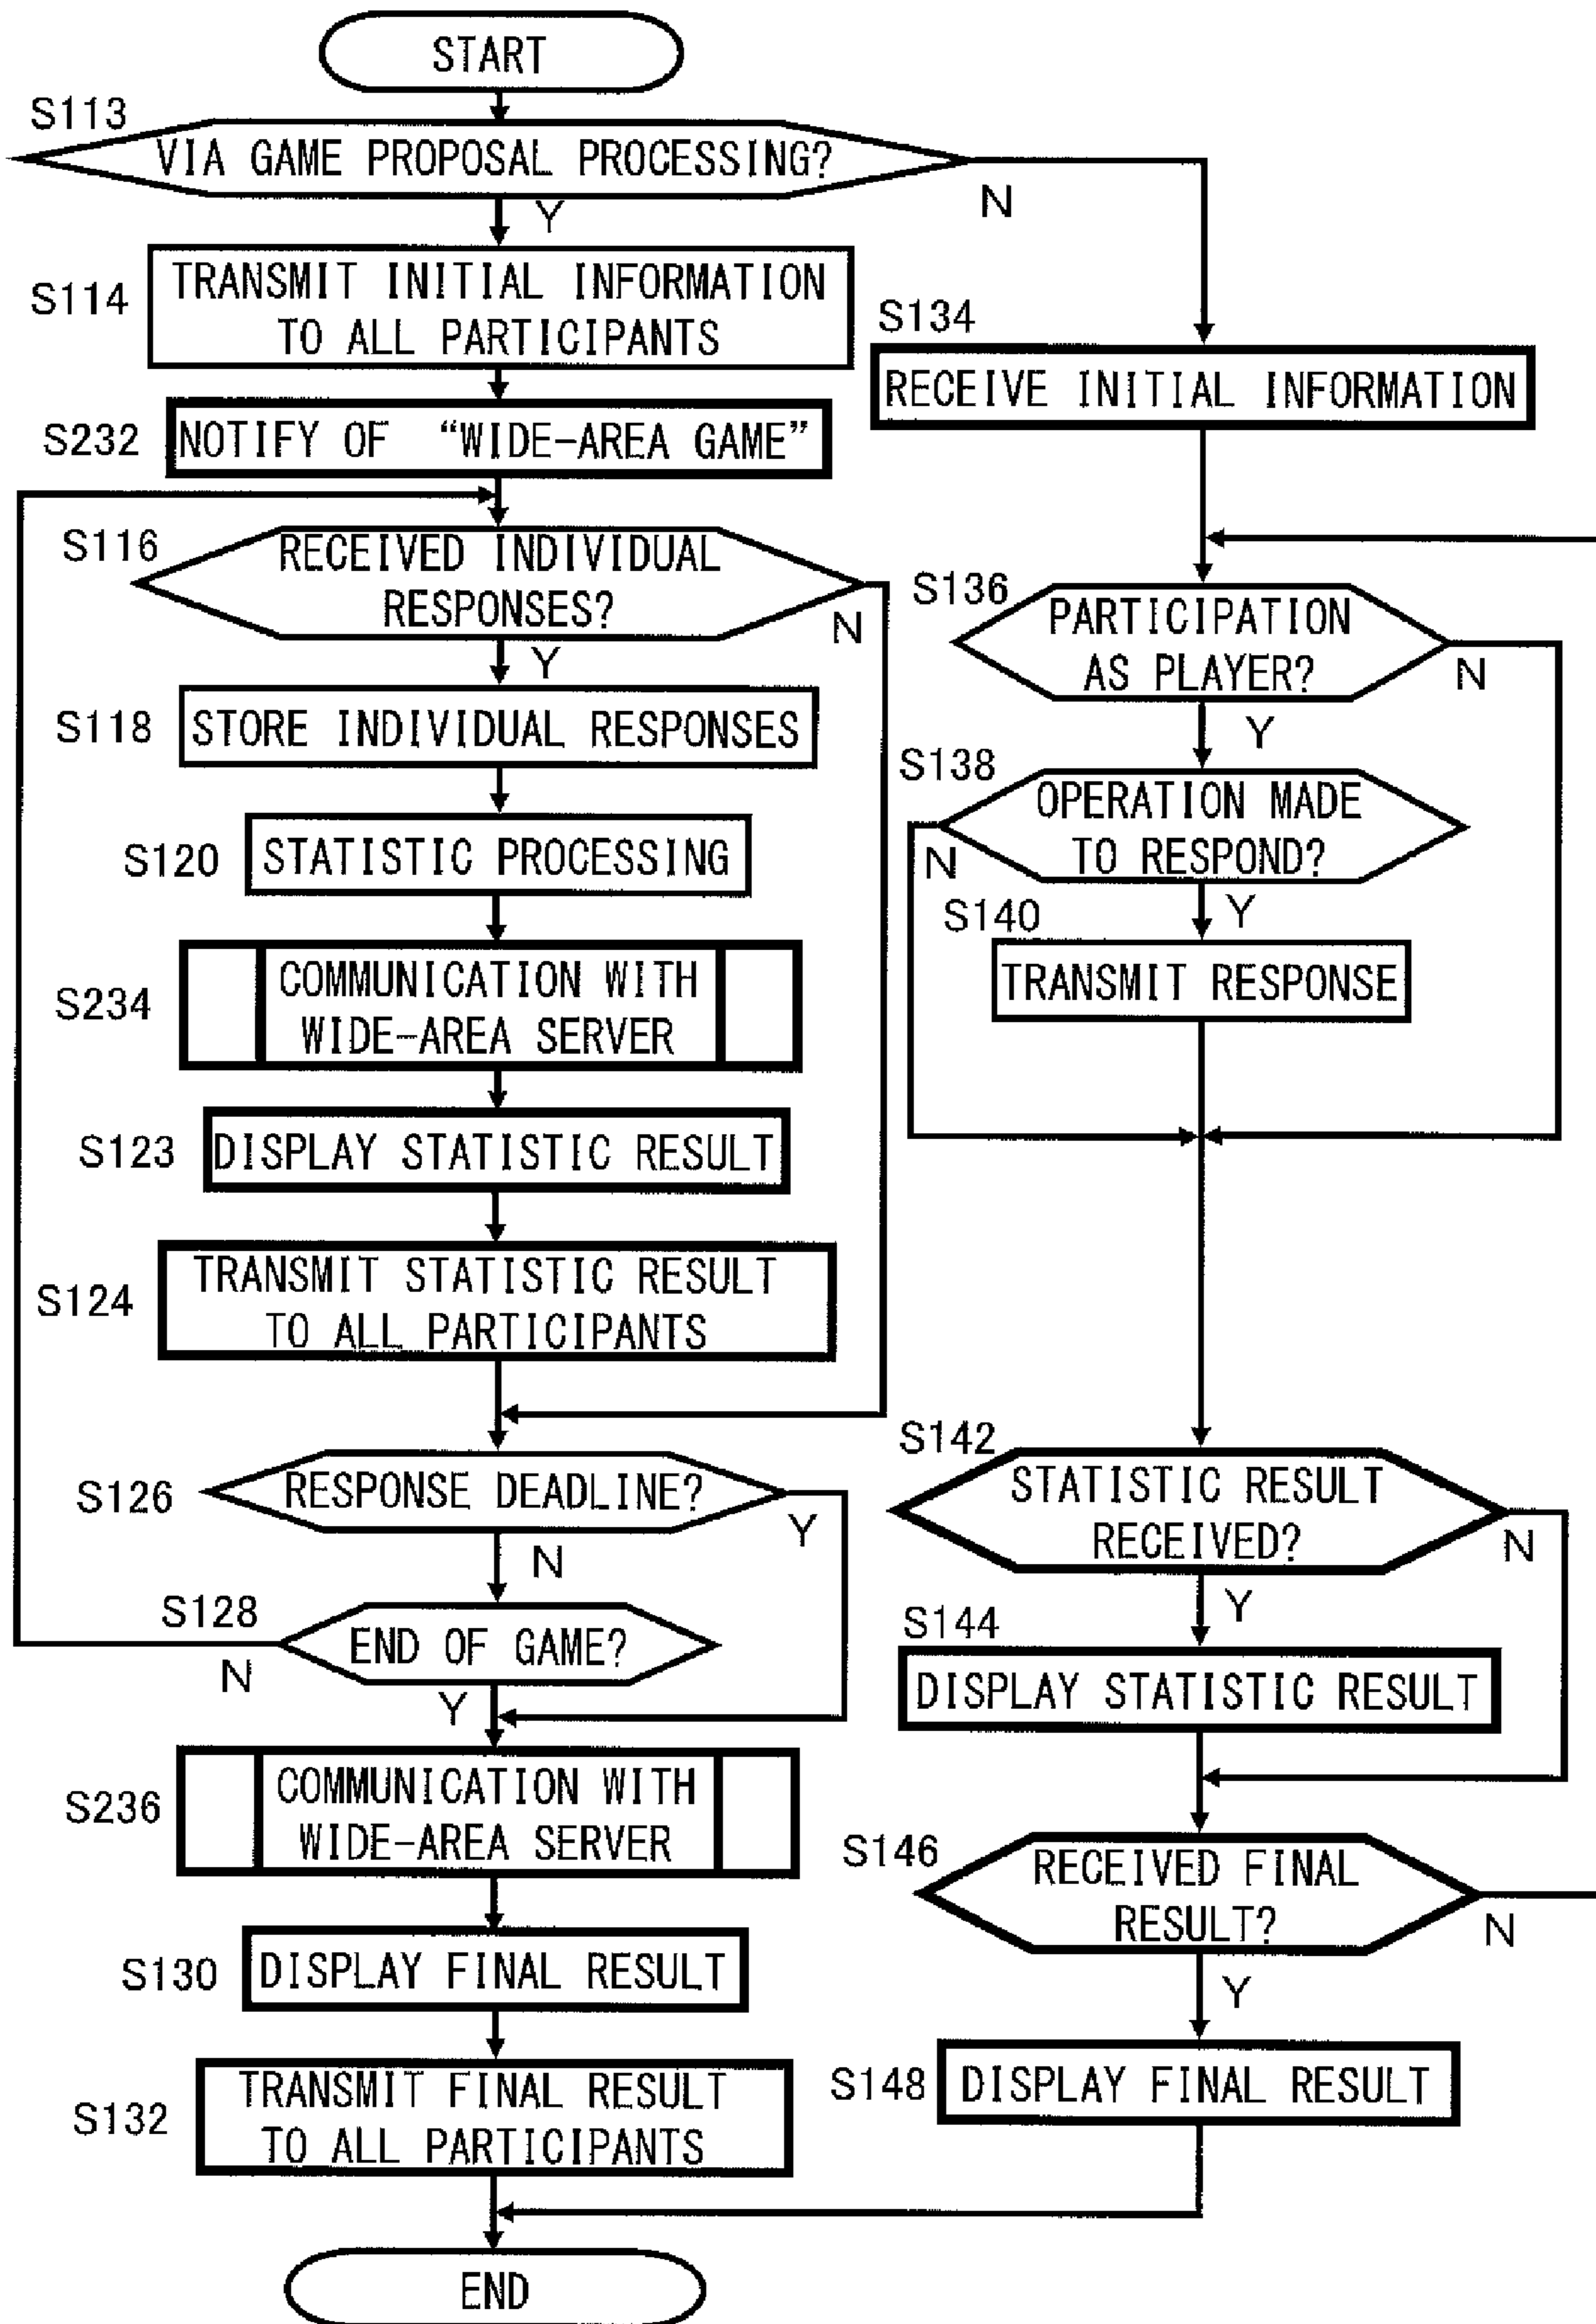 START
S113
VIA GAME PROPOSAL PROCESSING?
N
Y
S114
TRANSMIT INITIAL INFORMATION
TO ALL PARTICIPANTS
S232
NOTIFY OF “WIDE-AREA GAME”
S116
RECEIVED INDIVIDUAL
RESPONSES?
N
Y
S118
STORE INDIVIDUAL RESPONSES
S120
STATISTIC PROCESSING
S234
COMMUNICATION WITH
WIDE-AREA SERVER
S123
DISPLAY STATISTIC RESULT
S124
TRANSMIT STATISTIC RESULT
TO ALL PARTICIPANTS
S126
RESPONSE DEADLINE?
Y
N
S128
END OF GAME?
N
Y
S236
COMMUNICATION WITH
WIDE-AREA SERVER
S130
DISPLAY FINAL RESULT
S132
TRANSMIT FINAL RESULT
TO ALL PARTICIPANTS
S134
RECEIVE INITIAL INFORMATION
S136
PARTICIPATION
AS PLAYER?
N
Y
S138
OPERATION MADE
TO RESPOND?
N
Y
S140
TRANSMIT RESPONSE
S142
STATISTIC RESULT
RECEIVED?
N
Y
S144
DISPLAY STATISTIC RESULT
S146
RECEIVED FINAL
RESULT?
N
Y
S148
DISPLAY FINAL RESULT
END